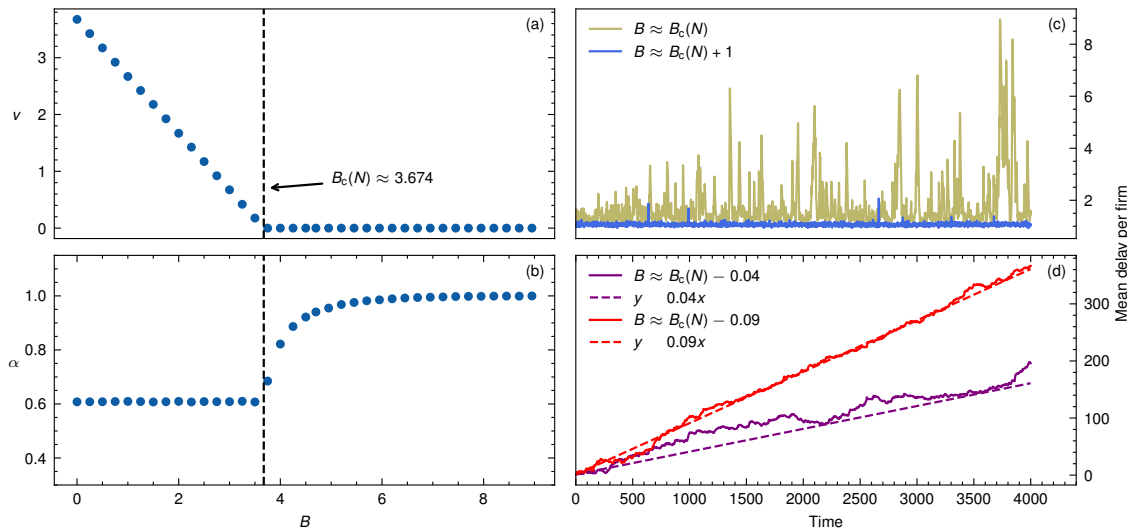 (a)
v
3
2
1
0
B_c(N) ≈ 3.674
(b)
α
1.0
0.8
0.6
0.4
0 2 4 6 8
B
(c)
B ≈ B_c(N)
B ≈ B_c(N) + 1
8
6
4
2
Mean delay per firm
(d)
B ≈ B_c(N) − 0.04
y 0.04x
B ≈ B_c(N) − 0.09
y 0.09x
300
200
100
0
0 500 1000 1500 2000 2500 3000 3500 4000
Time